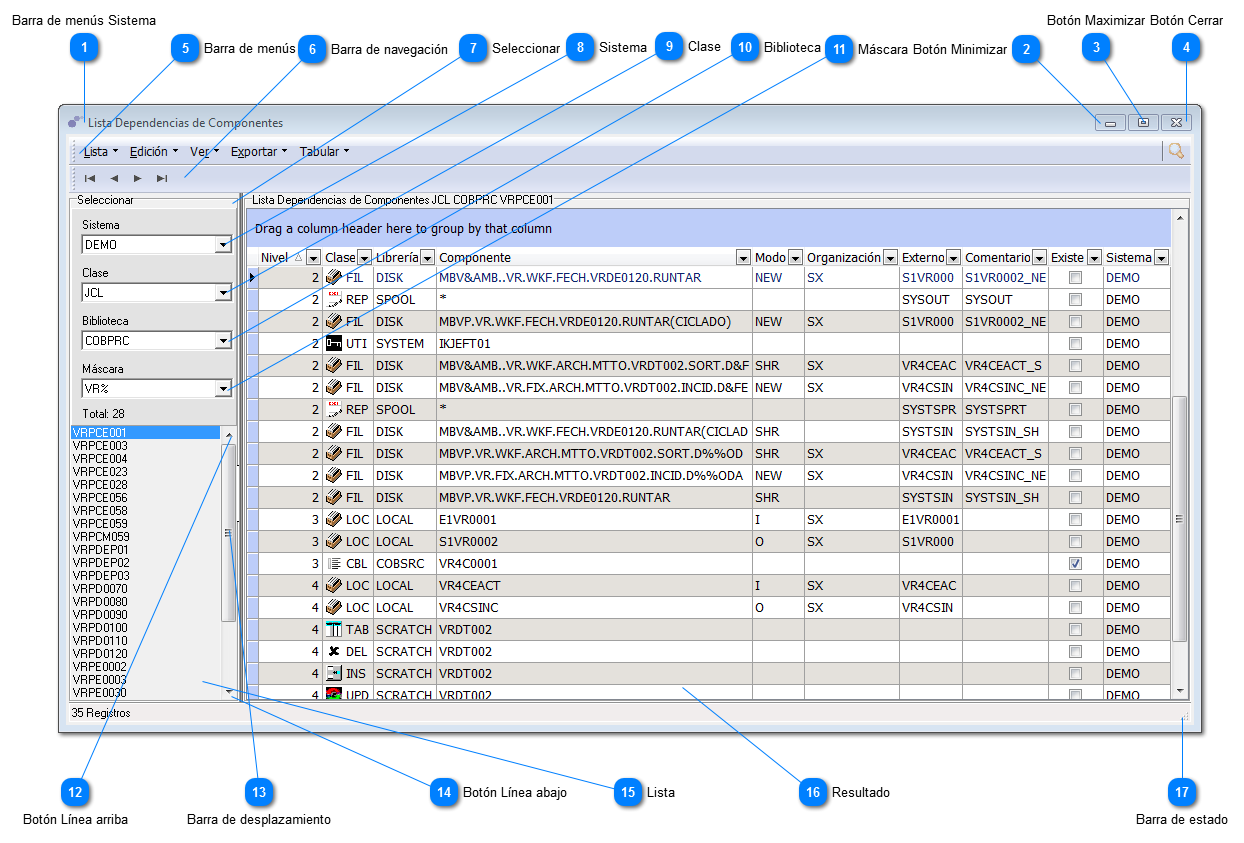 Barra de menús Sistema
Botón Maximizar Botón Cerrar
1
5 Barra de menús 6 Barra de navegación 7 Seleccionar 8 Sistema 9 Clase 10 Biblioteca 11 Máscara Botón Minimizar 2 3 4
Lista Dependencias de Componentes
Lista Edición Ver Exportar Tabular
Seleccionar
Sistema
DEMO
Clase
JCL
Biblioteca
COBPRC
Máscara
VR%
Total: 28
VRPCE001
VRPCE003
VRPCE004
VRPCE023
VRPCE028
VRPCE056
VRPCE058
VRPCE059
VRPCM059
VRPDEP01
VRPDEP02
VRPDEP03
VRPD0070
VRPD0080
VRPD0090
VRPD0100
VRPD0110
VRPD0120
VRPE0002
VRPE0003
VRPE0030
Lista Dependencias de Componentes JCL COBPRC VRPCE001
Drag a column header here to group by that column
Nivel Clase Librería Componente Modo Organización Externo Comentario Existe Sistema
2 FIL DISK MBV&AMB..VR.WKF.FECH.VRDE0120.RUNTAR NEW SX S1VR000 S1VR0002_NE DEMO
2 REP SPOOL * SYSOUT SYSOUT DEMO
2 FIL DISK MBVP.VR.WKF.FECH.VRDE0120.RUNTAR(CICLADO) NEW SX S1VR000 S1VR0002_NE DEMO
2 UTI SYSTEM IKJEFT01 DEMO
2 FIL DISK MBV&AMB..VR.WKF.ARCH.MTTO.VRDT002.SORT.D&F SHR VR4CEAC VR4CEACT_S DEMO
2 FIL DISK MBV&AMB..VR.FIX.ARCH.MTTO.VRDT002.INCID.D&FE NEW VR4CSIN VR4CSINC_NE DEMO
2 REP SPOOL * SYSTSPR SYSTSPRT DEMO
2 FIL DISK MBV&AMB..VR.WKF.FECH.VRDE0120.RUNTAR(CICLAD SHR SYSTSIN SYSTSIN_SH DEMO
2 FIL DISK MBVP.VR.WKF.ARCH.MTTO.VRDT002.SORT.D%%OD SHR VR4CEAC VR4CEACT_S DEMO
2 FIL DISK MBVP.VR.FIX.ARCH.MTTO.VRDT002.INCID.D%%ODA NEW VR4CSIN VR4CSINC_NE DEMO
2 FIL DISK MBVP.VR.WKF.FECH.VRDE0120.RUNTAR SHR SYSTSIN SYSTSIN_SH DEMO
3 LOC LOCAL E1VR0001 I SX E1VR0001 DEMO
3 LOC LOCAL S1VR0002 O SX S1VR000 DEMO
3 CBL COBSRC VR4C0001 DEMO
4 LOC LOCAL VR4CEACT I SX VR4CEAC DEMO
4 LOC LOCAL VR4CSINC O SX VR4CSIN DEMO
4 TAB SCRATCH VRDT002 DEMO
4 DEL SCRATCH VRDT002 DEMO
4 INS SCRATCH VRDT002 DEMO
4 UPD SCRATCH VRDT002 DEMO
35 Registros
12 13 14 Botón Línea abajo 15 Lista 16 Resultado 17
Botón Línea arriba Barra de desplazamiento Barra de estado